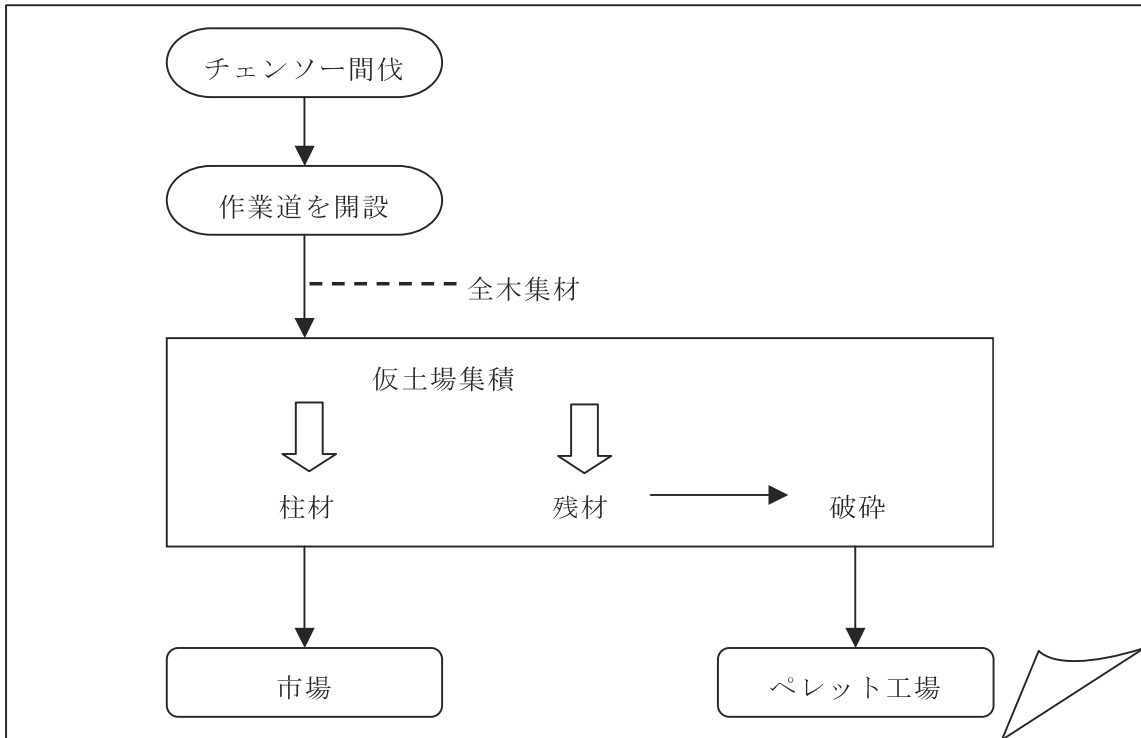 チェンソー間伐
作業道を開設
全木集材
仮土場集積
柱材
残材
破砕
市場
ペレット工場